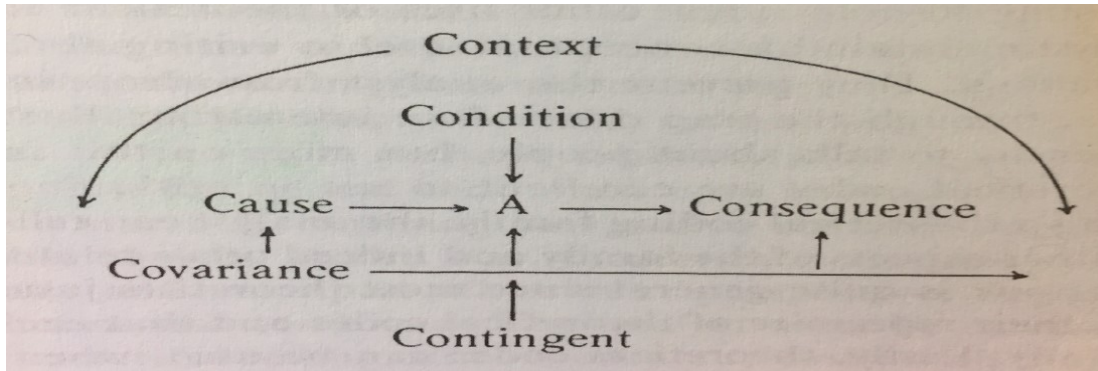 Context
Condition
Cause A Consequence
Covariance
Contingent